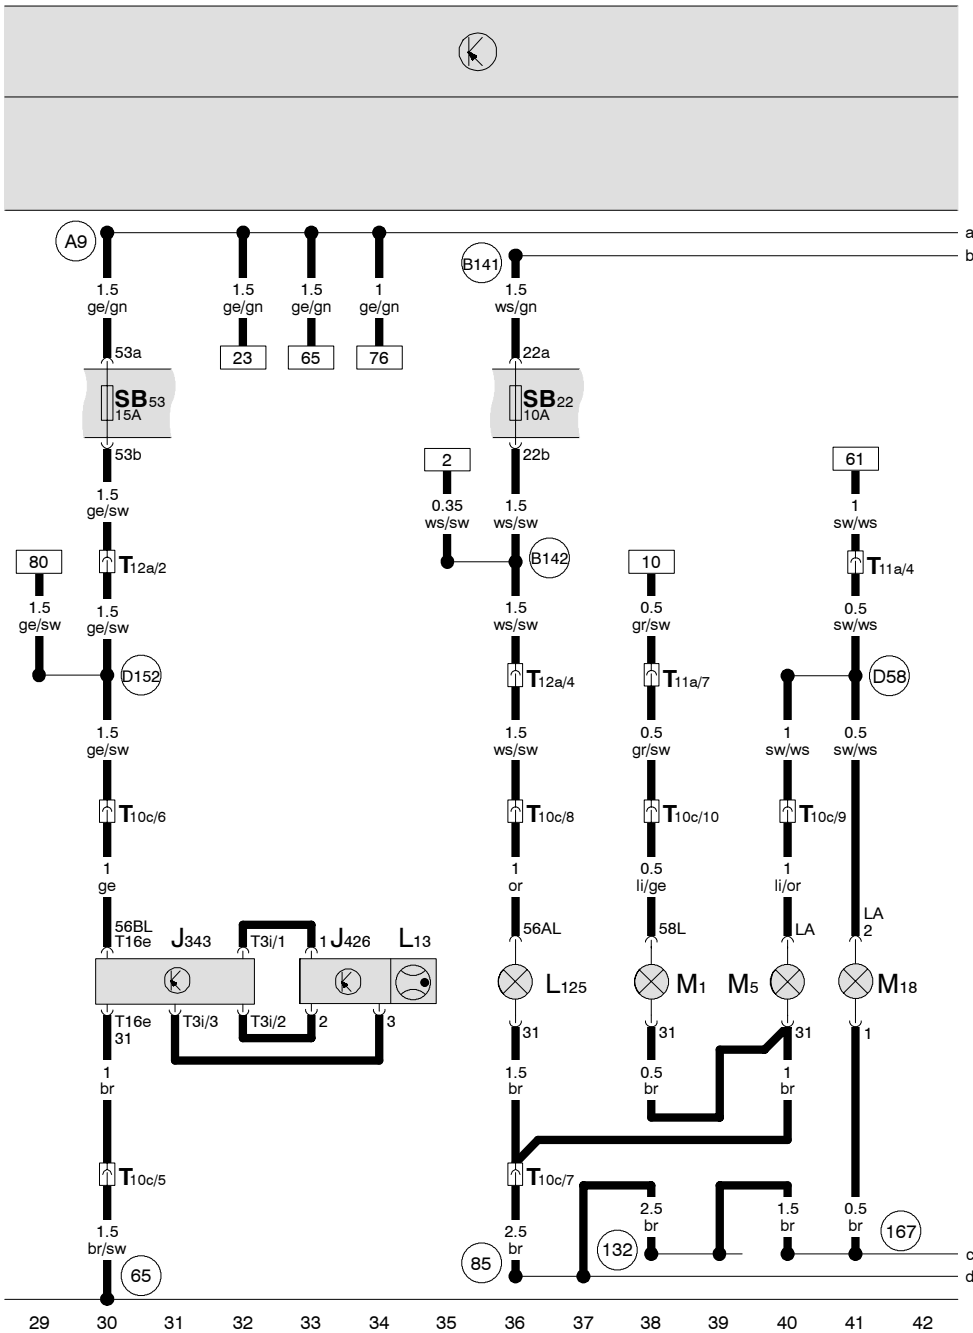 a
A9
b
B141
1.5 1.5 1.5 1 1.5
ge/gn ge/gn ge/gn ge/gn ws/gn
53a 23 65 76 22a
SB53 SB22
15A 10A
53b 22b
2 61
1.5 0.35 1.5 1
ge/sw ws/sw ws/sw sw/ws
80 T12a/2 B142 10 T11a/4
1.5 1.5 1.5 0.5 0.5
ge/sw ge/sw ws/sw gr/sw sw/ws
D152 T12a/4 T11a/7 D58
1.5 1.5 0.5 1 0.5
ge/sw ws/sw gr/sw sw/ws sw/ws
T10c/6 T10c/8 T10c/10 T10c/9
1 1 0.5 1
ge or li/ge li/or
56BL 56AL 58L LA LA
T16e J343 T3i/1 1 J426 L13 2
L125 M1 M5 M18
T16e T3i/3 T3i/2 2 3 31 31 31 1
31
1 1.5 0.5 1
br br br br
T10c/5 T10c/7
1.5 2.5 2.5 1.5 0.5
br/sw br br br br
65 85 132 167
c
d
29 30 31 32 33 34 35 36 37 38 39 40 41 42